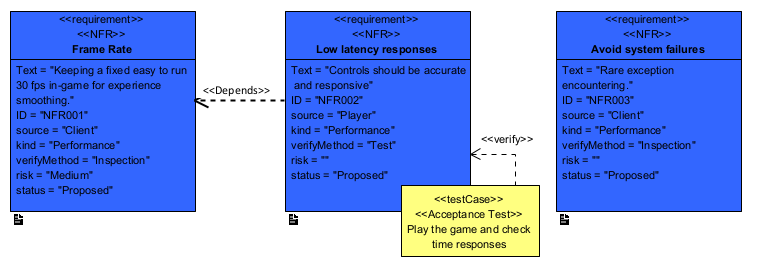 <<requirement>>
<<NFR>>
Frame Rate
Text = "Keeping a fixed easy to run
30 fps in-game for experience
smoothing."
ID = "NFR001"
source = "Client"
kind = "Performance"
verifyMethod = "Inspection"
risk = "Medium"
status = "Proposed"
<<Depends>>
<<requirement>>
<<NFR>>
Low latency responses
Text = "Controls should be accurate
and responsive"
ID = "NFR002"
source = "Player"
kind = "Performance"
verifyMethod = "Test"
risk = ""
status = "Proposed"
<<verify>>
<<testCase>>
<<Acceptance Test>>
Play the game and check
time responses
<<requirement>>
<<NFR>>
Avoid system failures
Text = "Rare exception
encountering."
ID = "NFR003"
source = "Client"
kind = "Performance"
verifyMethod = "Inspection"
risk = ""
status = "Proposed"